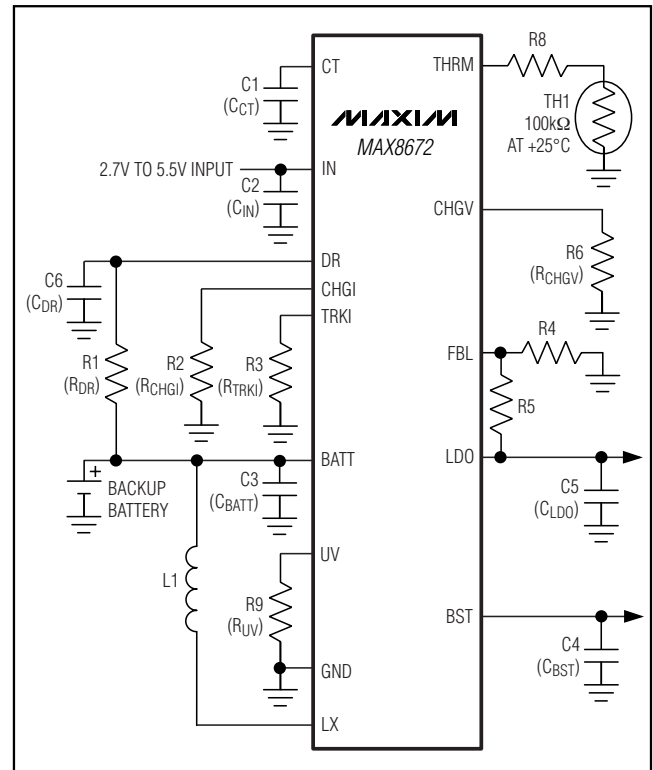 CT
C1
(CCT)
MAXIM
MAX8672
THRM
R8
TH1
100kΩ
AT +25°C
2.7V TO 5.5V INPUT
IN
C2
(CIN)
CHGV
R6
(RCHGV)
DR
C6
(CDR)
CHGI
TRKI
R1
(RDR)
R2
(RCHGI)
R3
(RTRKI)
FBL
R4
R5
BATT
+
BACKUP
BATTERY
C3
(CBATT)
LDO
C5
(CLDO)
UV
L1
R9
(RUV)
BST
C4
(CBST)
GND
LX